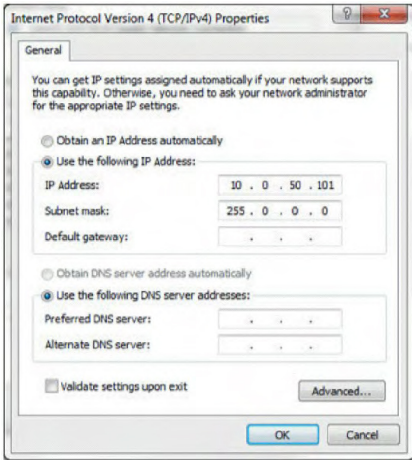 Internet Protocol Version 4 (TCP/IPv4) Properties
General
You can get IP settings assigned automatically if your network supports
this capability. Otherwise, you need to ask your network administrator
for the appropriate IP settings.
Obtain an IP Address automatically
Use the following IP Address:
IP Address: 10 . 0 . 50 . 101
Subnet mask: 255 . 0 . 0 . 0
Default gateway: . . .
Obtain DNS server address automatically
Use the following DNS server addresses:
Preferred DNS server: . . .
Alternate DNS server: . . .
Validate settings upon exit
Advanced...
OK Cancel